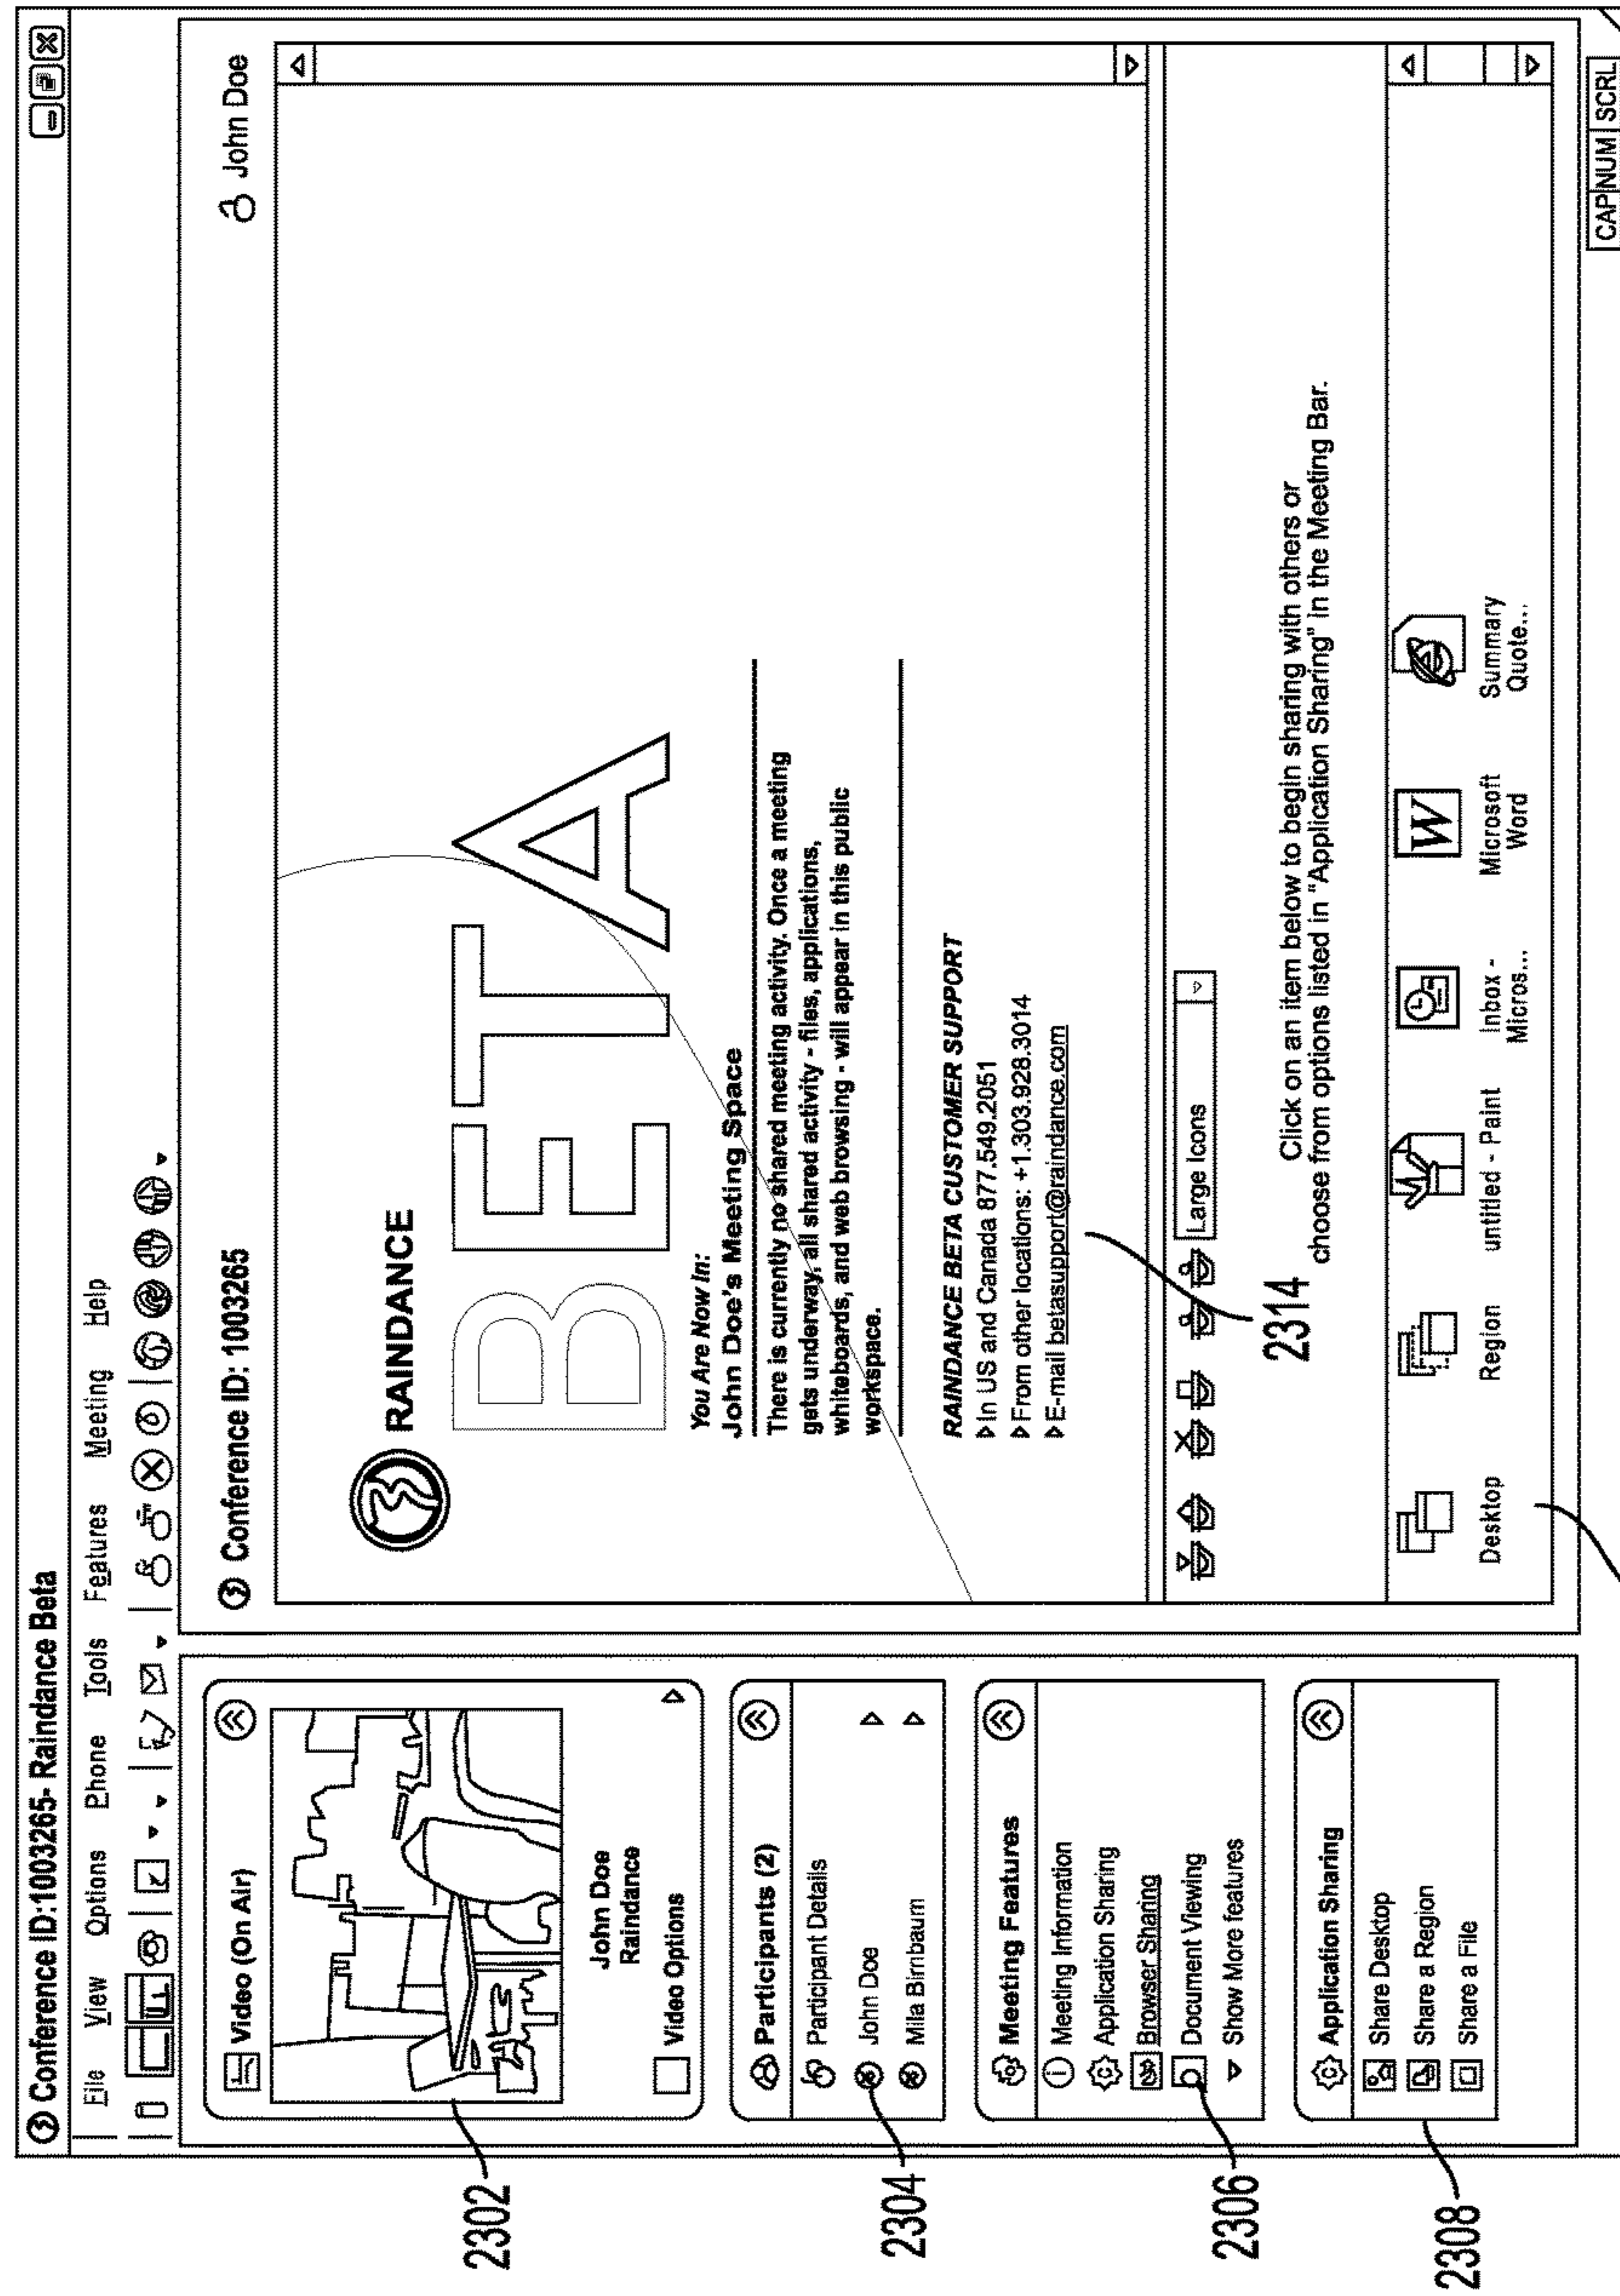 Conference ID:1003265- Raindance Beta
File View Options Phone Tools Features Meeting Help
Video (On Air)
John Doe
Raindance
Video Options
Participants (2)
Participant Details
John Doe
Mila Birnbaum
Meeting Features
Meeting Information
Application Sharing
Browser Sharing
Document Viewing
Show More features
Application Sharing
Share Desktop
Share a Region
Share a File
2302
2304
2306
2308
Conference ID: 1003265
John Doe
RAINDANCE
BETA
You Are Now In:
John Doe's Meeting Space
There is currently no shared meeting activity. Once a meeting
gets underway, all shared activity - files, applications,
whiteboards, and web browsing - will appear in this public
workspace.
RAINDANCE BETA CUSTOMER SUPPORT
In US and Canada 877.549.2051
From other locations: +1.303.928.3014
E-mail betasupport@raindance.com
Large Icons
2314
Click on an item below to begin sharing with others or
choose from options listed in "Application Sharing" in the Meeting Bar.
Desktop
Region
untitled - Paint
Inbox -
Micros...
Microsoft
Word
W
Summary
Quote...
CAP NUM SCRL